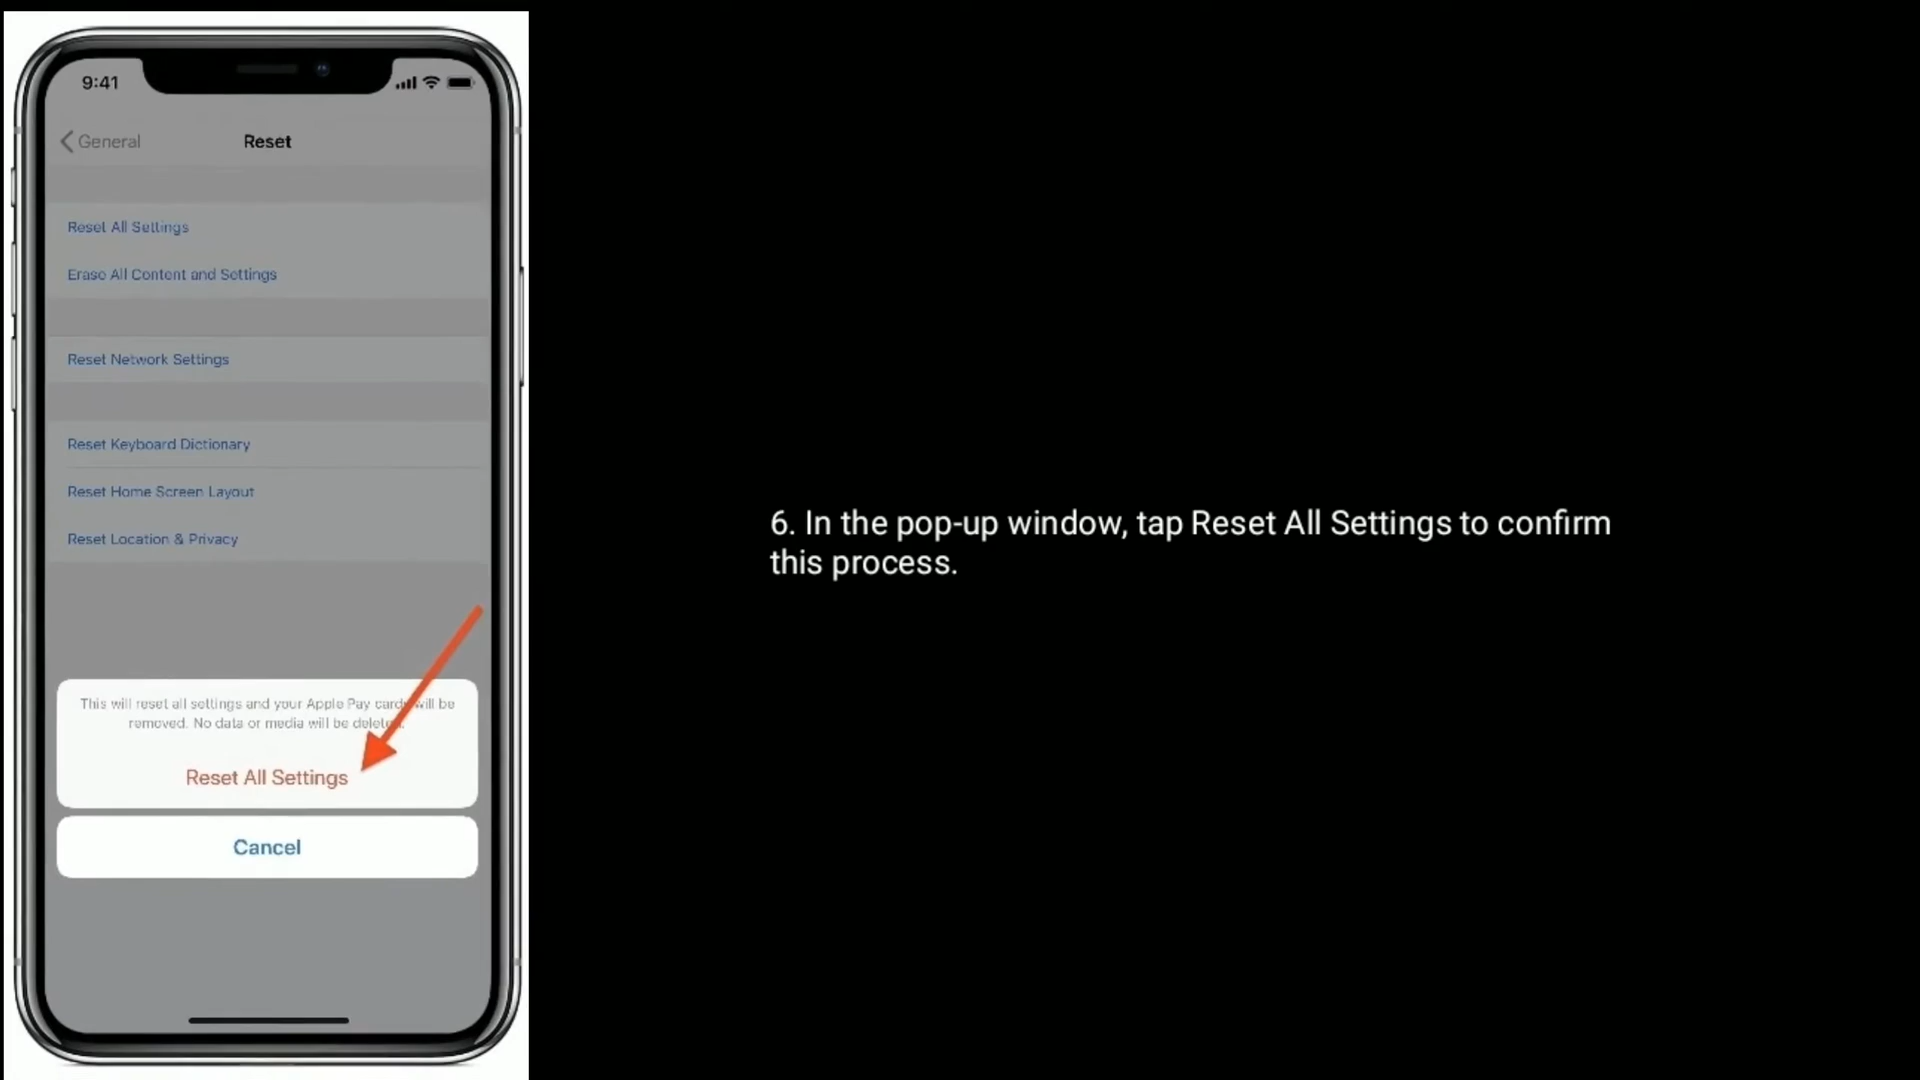 9:41
General
Reset
Reset All Settings
Erase All Content and Settings
Reset Network Settings
Reset Keyboard Dictionary
Reset Home Screen Layout
Reset Location & Privacy
This will reset all settings and your Apple Pay cards will be
removed. No data or media will be deleted.
Reset All Settings
Cancel
6. In the pop-up window, tap Reset All Settings to confirm
this process.